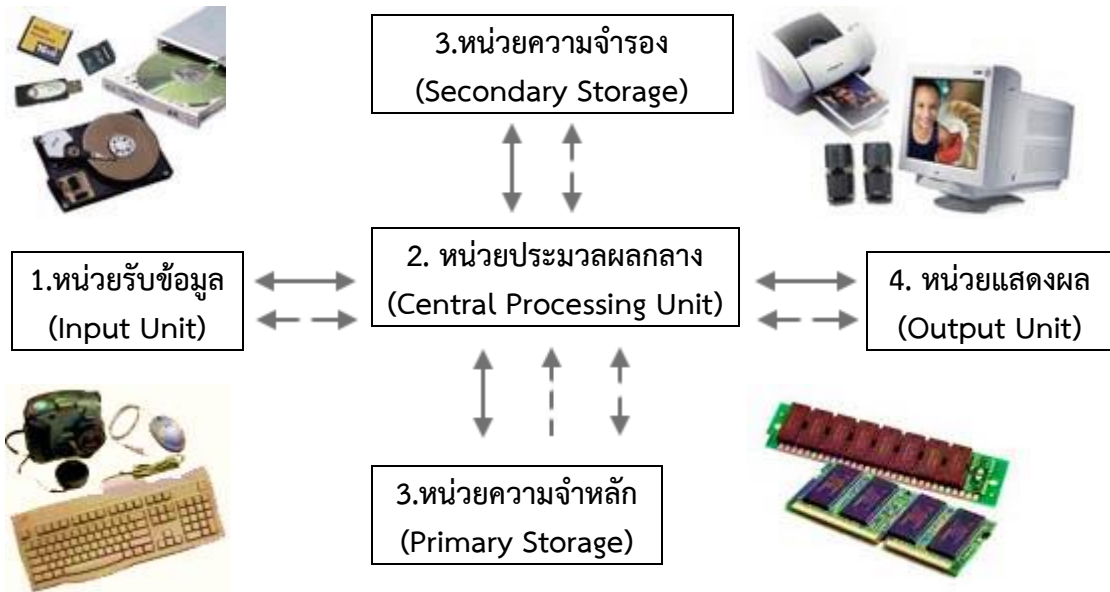 3.หน่วยความจำรอง
(Secondary Storage)
1.หน่วยรับข้อมูล
(Input Unit)
2. หน่วยประมวลผลกลาง
(Central Processing Unit)
4. หน่วยแสดงผล
(Output Unit)
3.หน่วยความจำหลัก
(Primary Storage)